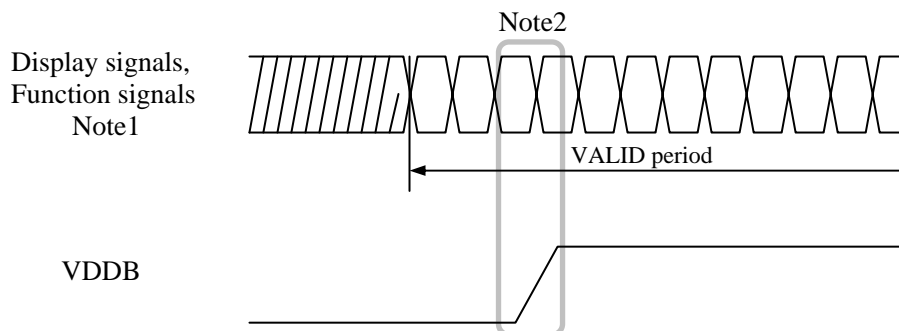 Note2
Display signals,
Function signals
Note1
VALID period
VDDB